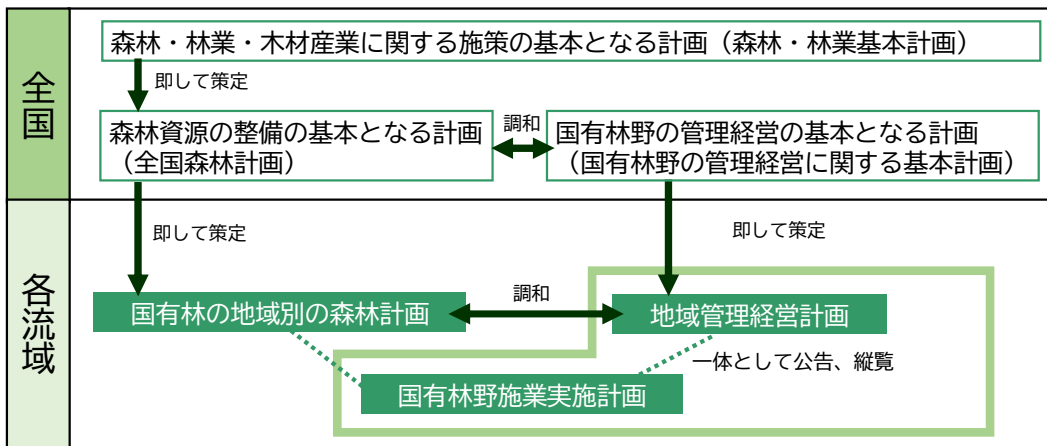 全国
森林・林業・木材産業に関する施策の基本となる計画（森林・林業基本計画）
即して策定
森林資源の整備の基本となる計画
（全国森林計画）
調和
国有林野の管理経営の基本となる計画
（国有林野の管理経営に関する基本計画）
各流域
即して策定
即して策定
国有林の地域別の森林計画
調和
地域管理経営計画
一体として公告、縦覧
国有林野施業実施計画